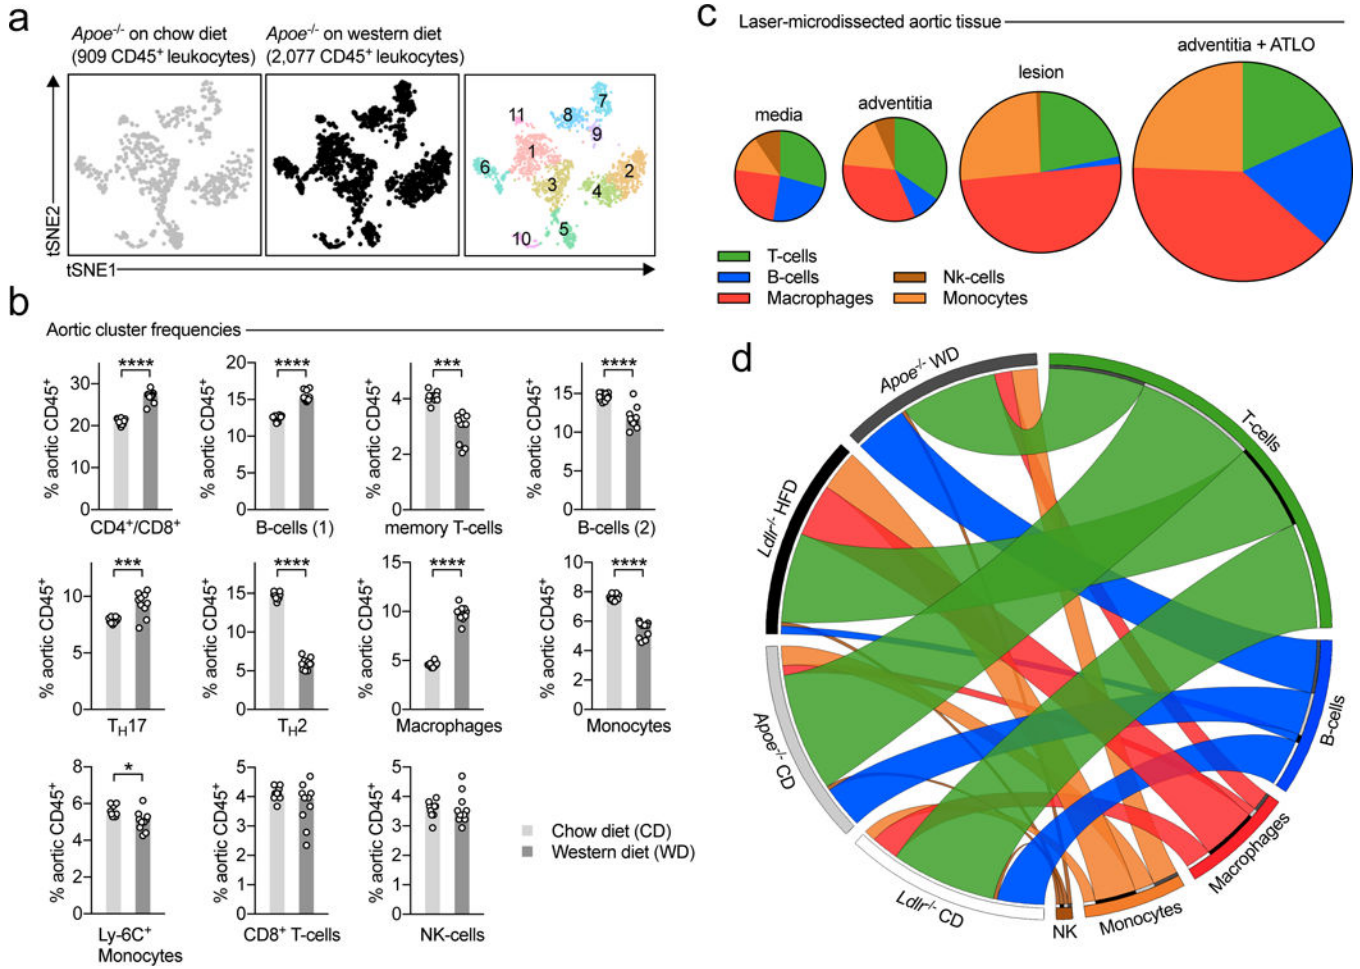 a
Apoe-/- on chow diet
(909 CD45+ leukocytes)
Apoe-/- on western diet
(2,077 CD45+ leukocytes)
tSNE2
tSNE1
1
2
3
4
5
6
7
8
9
10
11
b
Aortic cluster frequencies
% aortic CD45+
30
20
10
0
****
CD4+/CD8+
% aortic CD45+
20
15
10
5
0
****
B-cells (1)
% aortic CD45+
4
2
0
***
memory T-cells
% aortic CD45+
15
10
5
0
****
B-cells (2)
% aortic CD45+
10
5
0
***
TH17
% aortic CD45+
15
10
5
0
****
TH2
% aortic CD45+
15
10
5
0
****
Macrophages
% aortic CD45+
10
8
6
4
2
0
****
Monocytes
% aortic CD45+
8
6
4
2
0
*
Ly-6C+
Monocytes
% aortic CD45+
5
4
3
2
1
0
CD8+ T-cells
% aortic CD45+
5
4
3
2
1
0
NK-cells
Chow diet (CD)
Western diet (WD)
c
Laser-microdissected aortic tissue
media
adventitia
lesion
adventitia + ATLO
T-cells
B-cells
Macrophages
Nk-cells
Monocytes
d
Apoe-/- WD
T-cells
Ldlr-/- HFD
B-cells
Apoe-/- CD
Macrophages
Ldlr-/- CD
NK
Monocytes